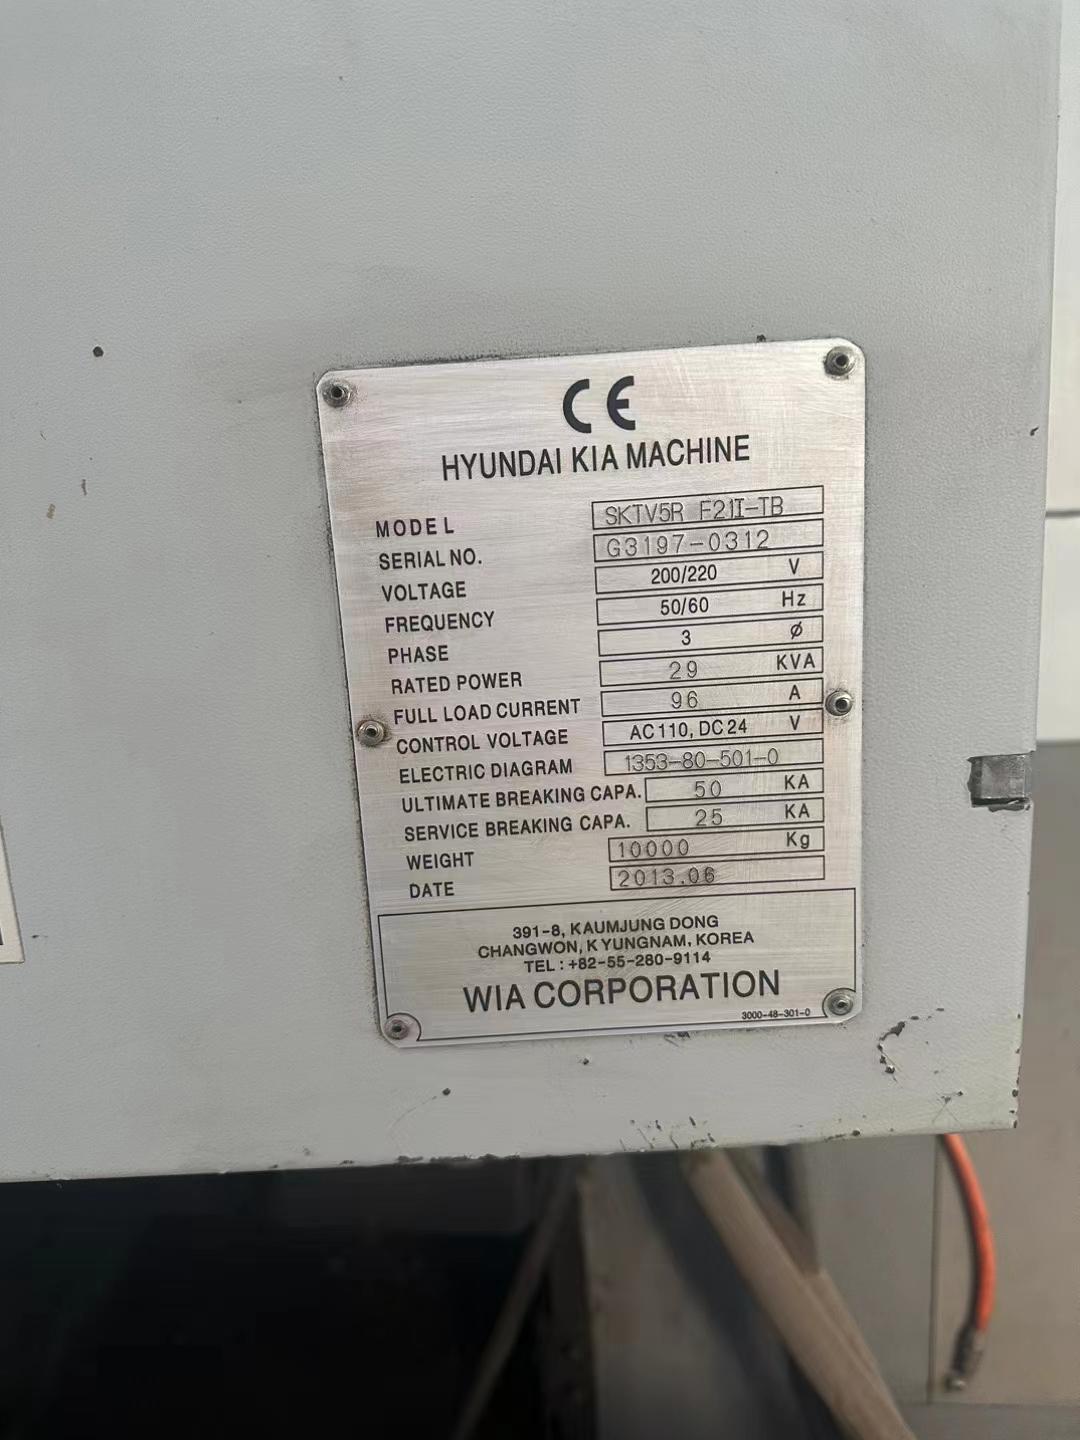 CE
HYUNDAI KIA MACHINE
MODEL SKTV5R F21I-TB
SERIAL NO. G3197-0312
VOLTAGE 200/220 V
FREQUENCY 50/60 Hz
PHASE 3 Ø
RATED POWER 29 KVA
FULL LOAD CURRENT 96 A
CONTROL VOLTAGE AC110, DC24 V
ELECTRIC DIAGRAM 1353-80-501-0
ULTIMATE BREAKING CAPA. 50 KA
SERVICE BREAKING CAPA. 25 KA
WEIGHT 10000 Kg
DATE 2013.06
391-8, KAUMJUNG DONG
CHANGWON, KYUNGNAM, KOREA
TEL : +82-55-280-9114
WIA CORPORATION
3000-48-301-0